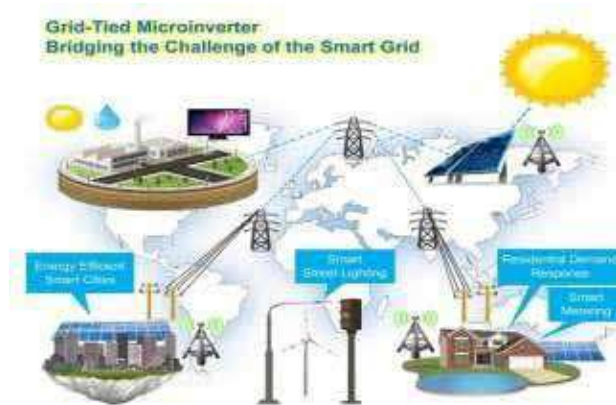 Grid-Tied Microinverter
Bridging the Challenge of the Smart Grid
Energy Efficient
Smart Cities
Smart
Street Lighting
Residential Demand
Response
Smart
Metering